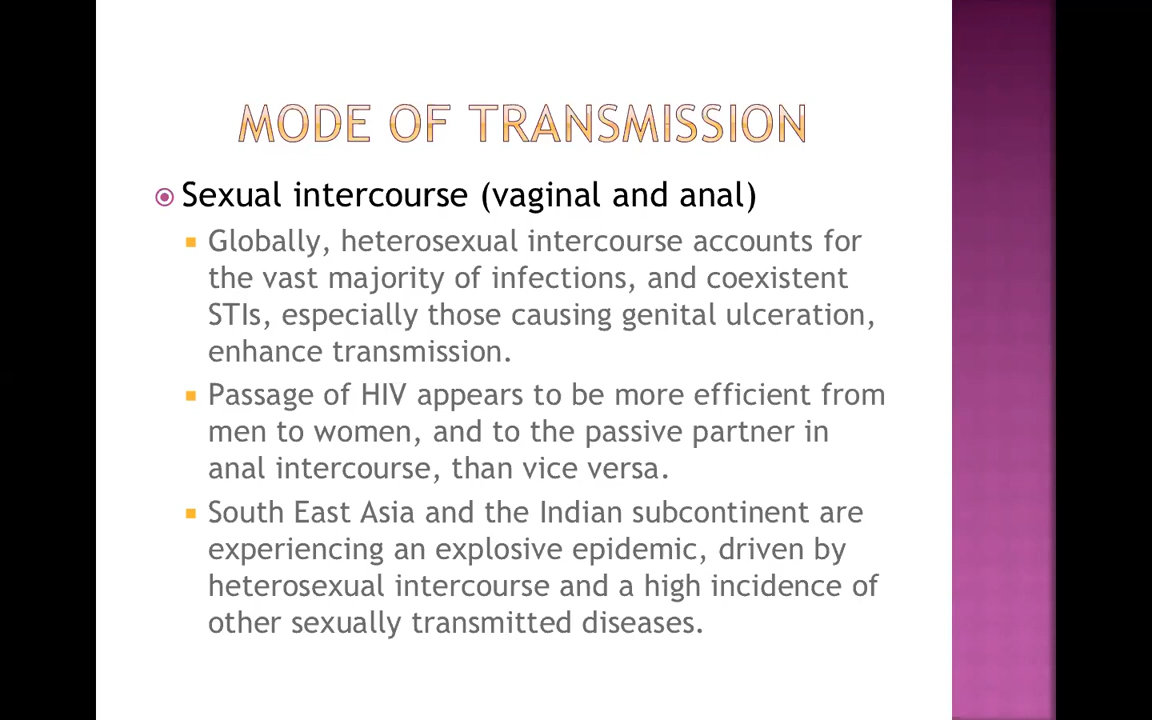 MODE OF TRANSMISSION
Sexual intercourse (vaginal and anal)
Globally, heterosexual intercourse accounts for
the vast majority of infections, and coexistent
STIs, especially those causing genital ulceration,
enhance transmission.
Passage of HIV appears to be more efficient from
men to women, and to the passive partner in
anal intercourse, than vice versa.
South East Asia and the Indian subcontinent are
experiencing an explosive epidemic, driven by
heterosexual intercourse and a high incidence of
other sexually transmitted diseases.